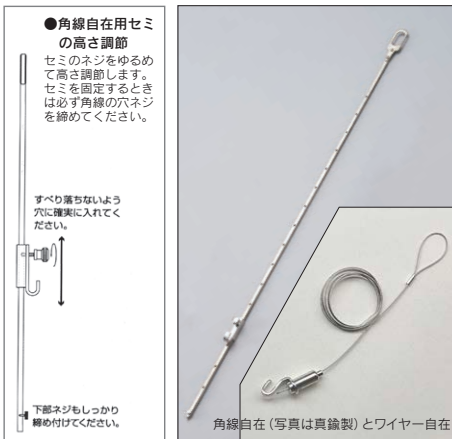 ●角線自在用セミ
の高さ調節
セミのネジをゆるめ
て高さ調節します。
セミを固定するとき
は必ず角線の穴ネジ
を締めてください。
すべり落ちないよう
穴に確実に入れてく
ださい。
下部ネジもしっかり
締め付けてください。
角線自在(写真は真鍮製)とワイヤー自在